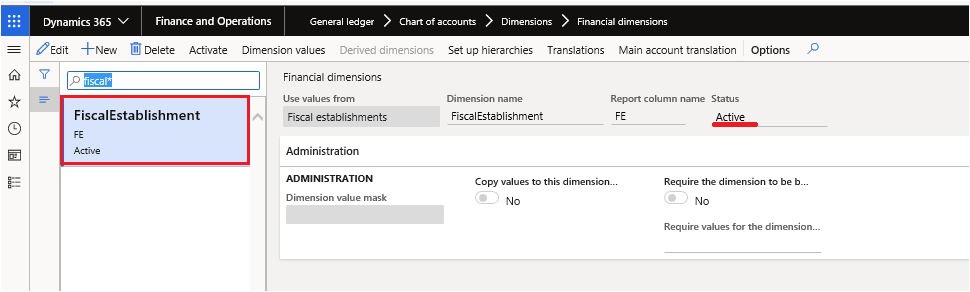 Dynamics 365 Finance and Operations General ledger Chart of accounts Dimensions Financial dimensions
Edit New Delete Activate Dimension values Derived dimensions Set up hierarchies Translations Main account translation Options
fiscal*
FiscalEstablishment
FE
Active
Financial dimensions
Use values from Dimension name Report column name Status
Fiscal establishments FiscalEstablishment FE Active
Administration
ADMINISTRATION Copy values to this dimension... Require the dimension to be b...
Dimension value mask No No
Require values for the dimension...